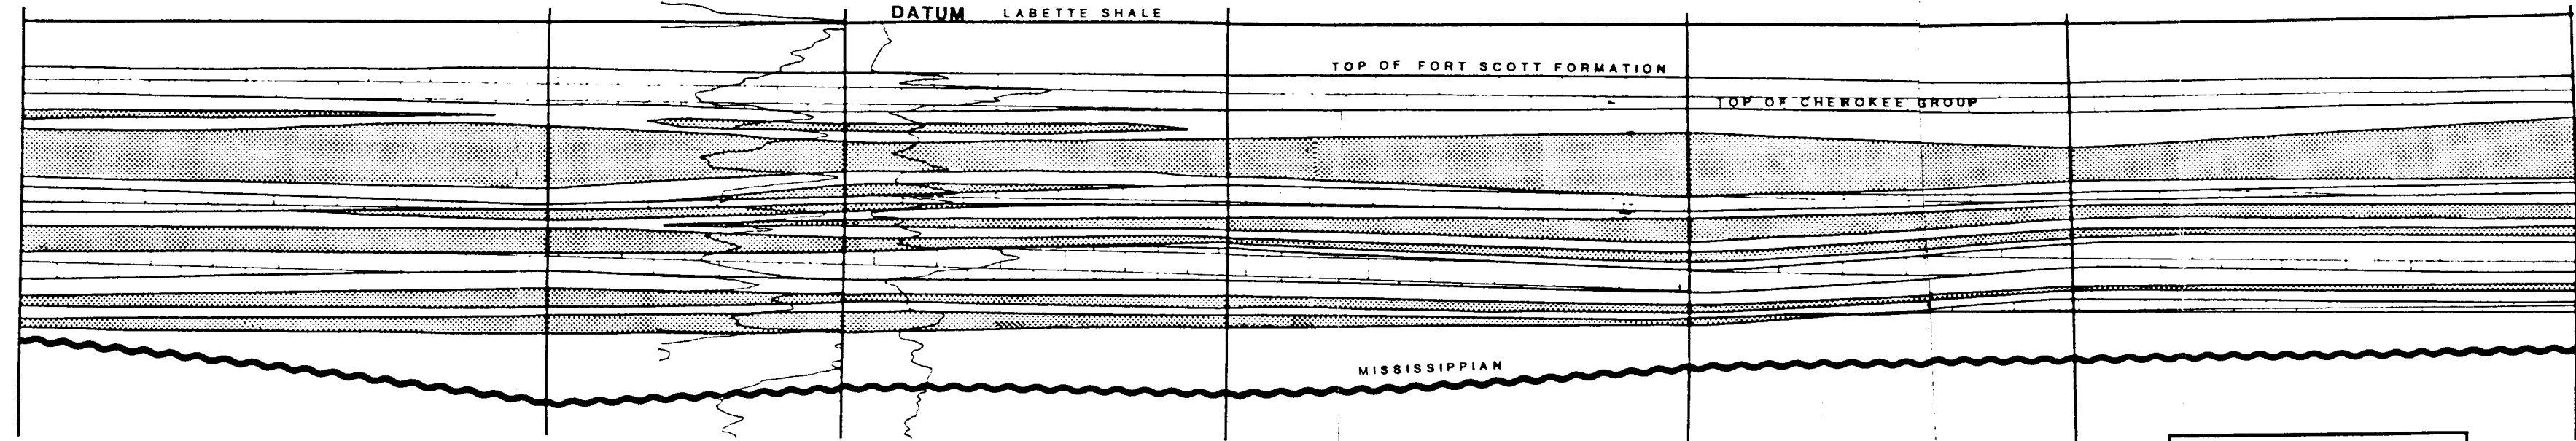 DATUM LABETTE SHALE
TOP OF FORT SCOTT FORMATION
TOP OF CHEROKEE GROUP
MISSISSIPPIAN